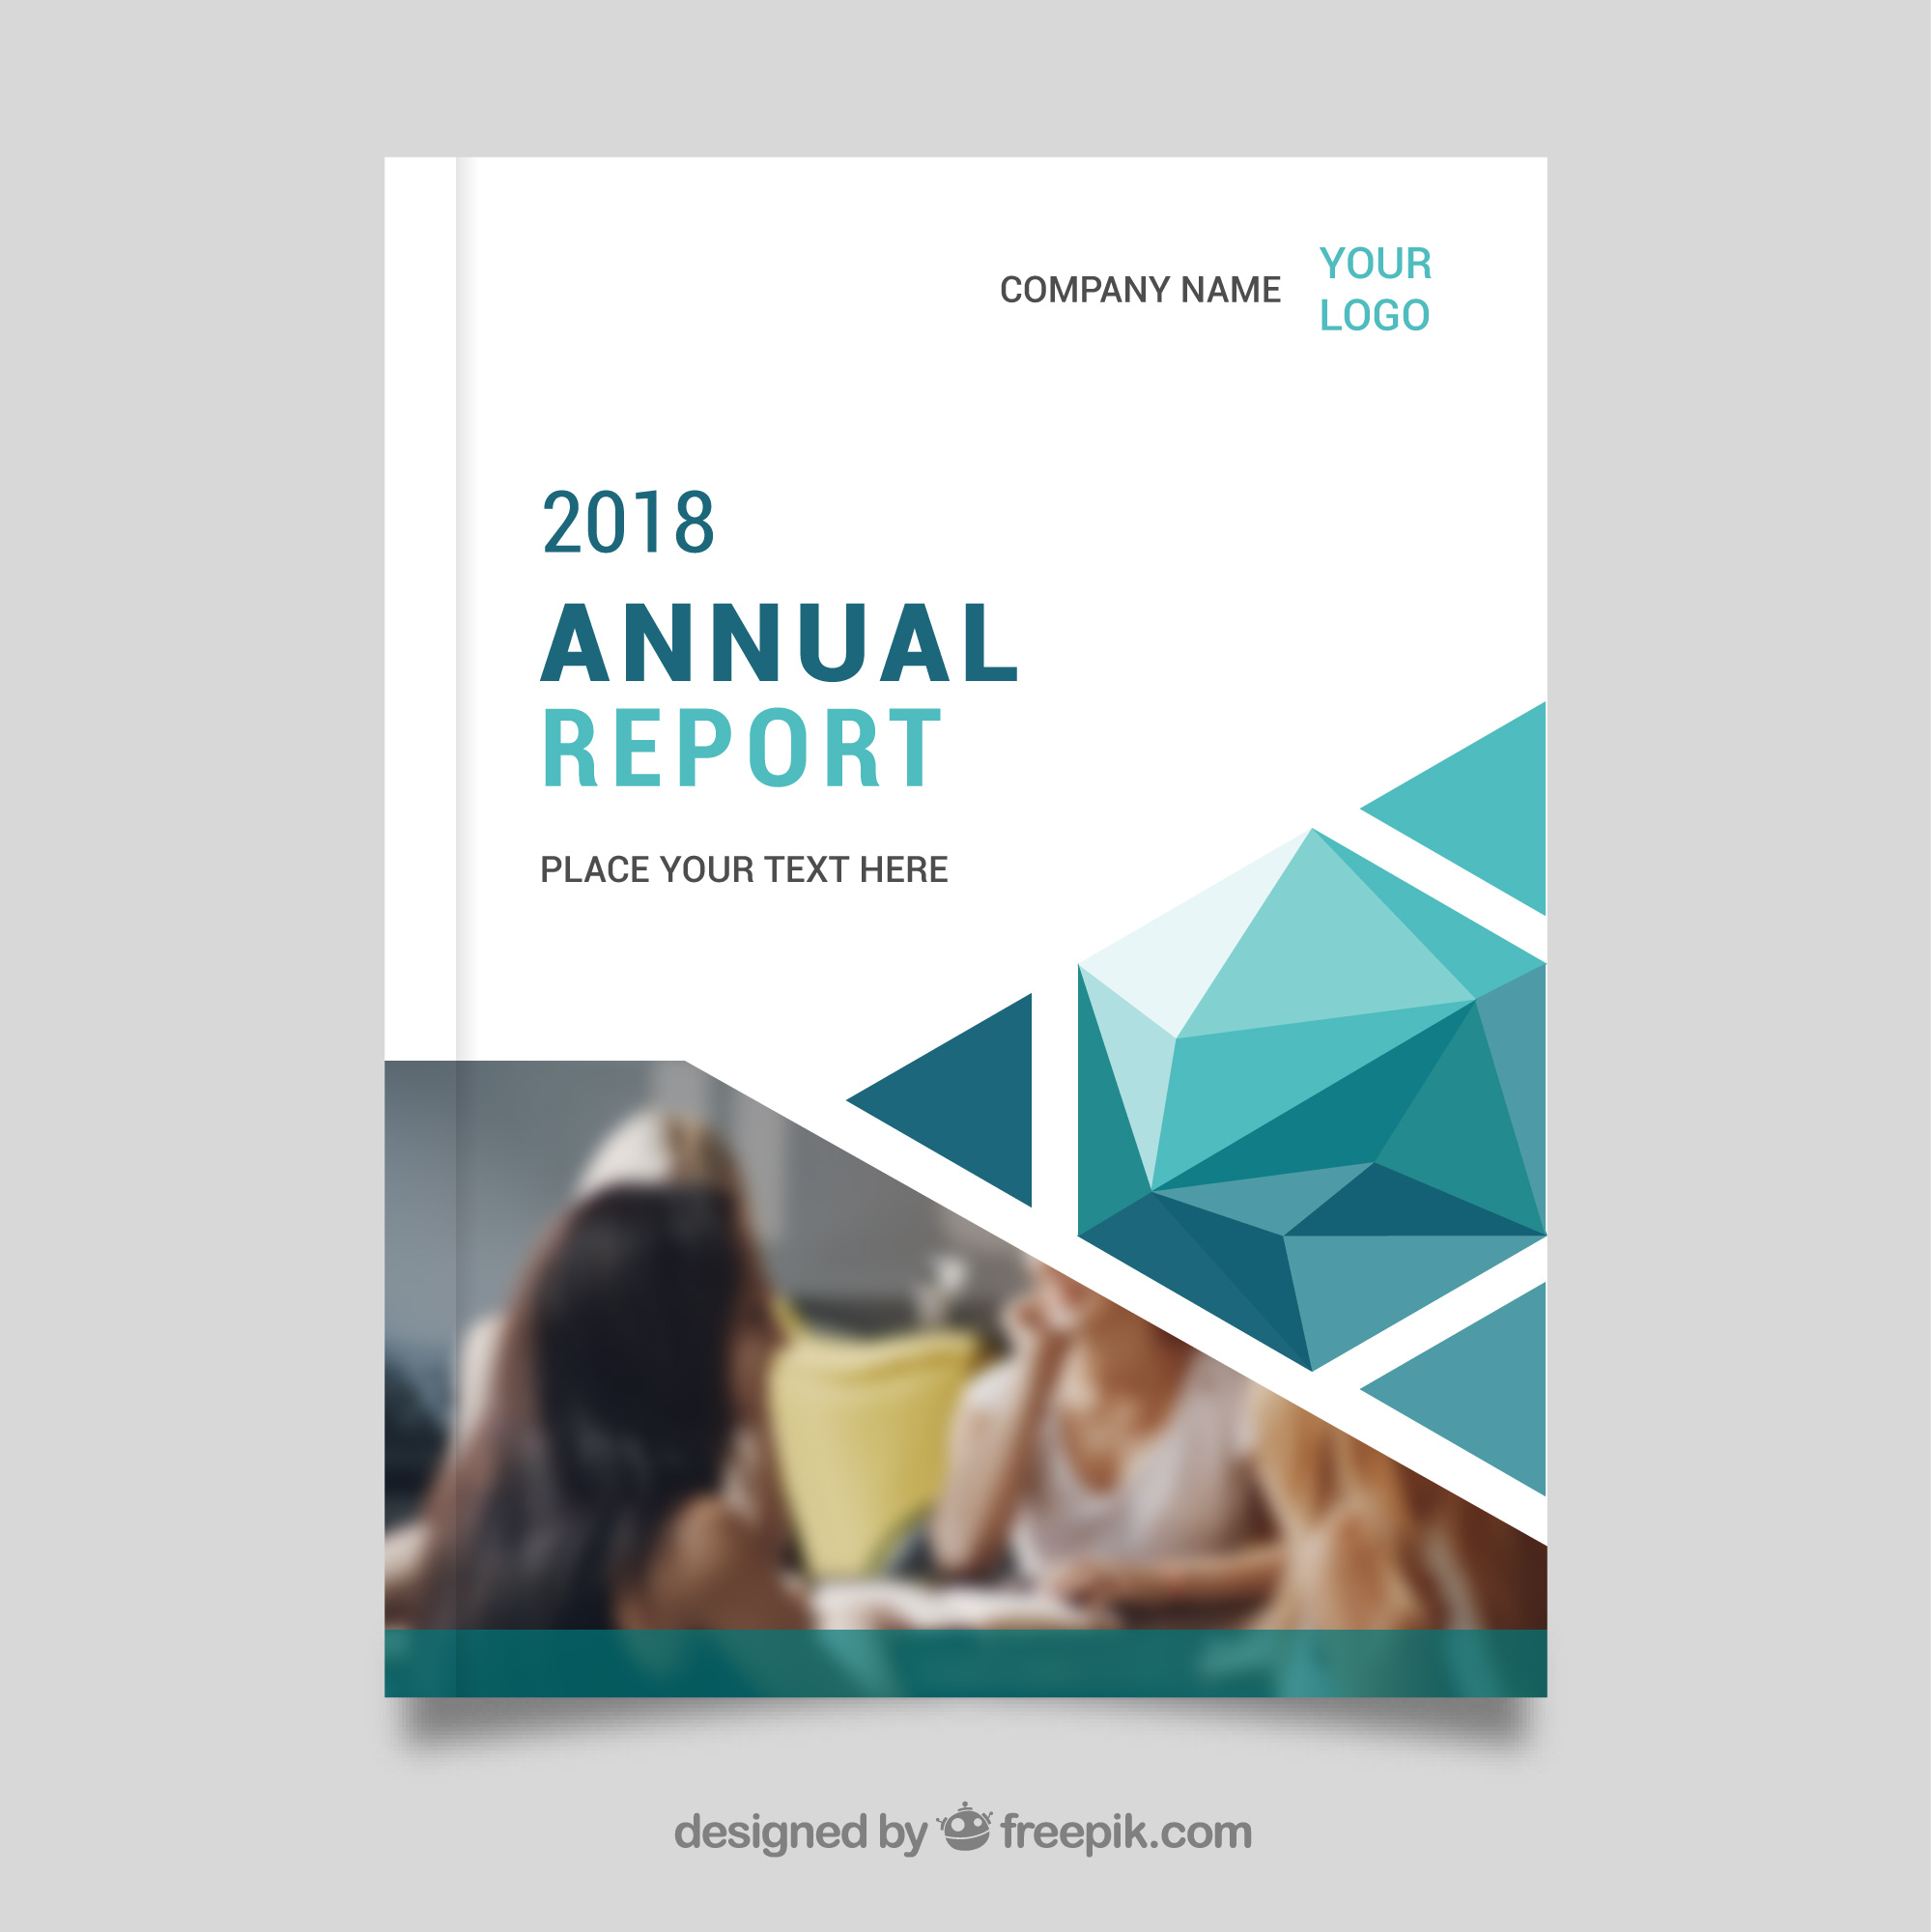 COMPANY NAME
YOUR
LOGO
2018
ANNUAL
REPORT
PLACE YOUR TEXT HERE
designed by freepik.com